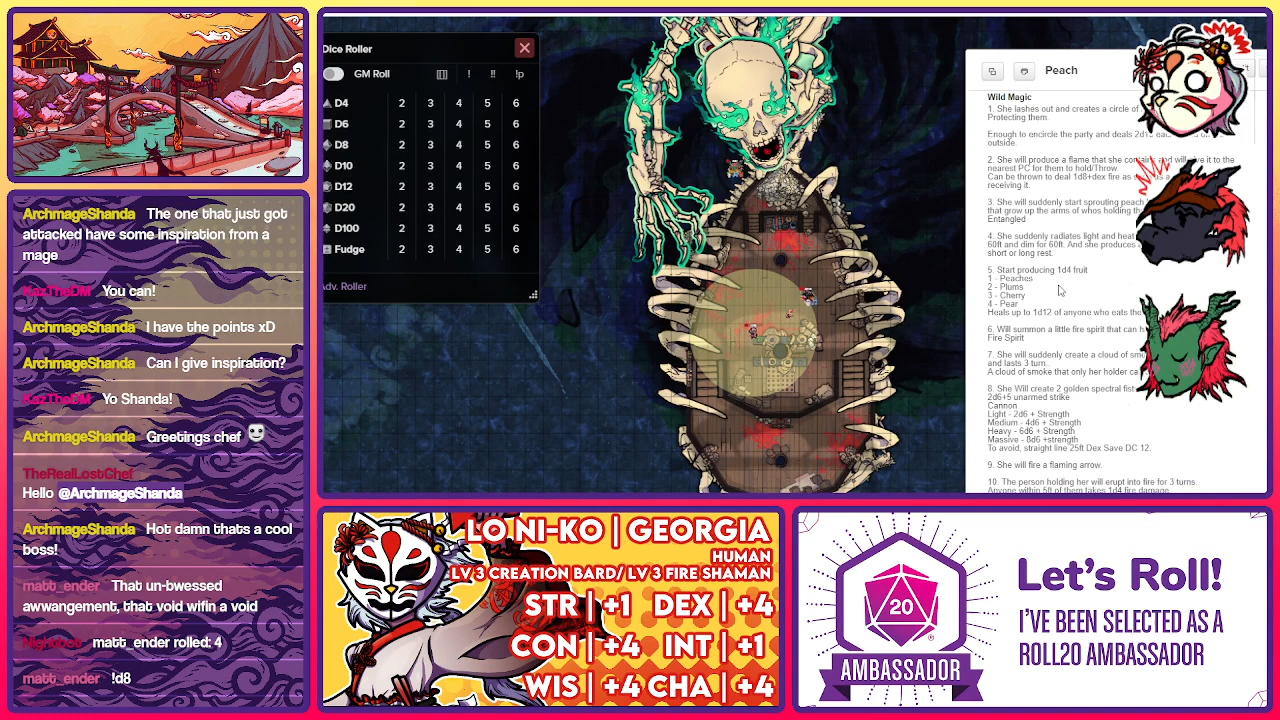 ArchmageShanda The one that just got
attacked have some inspiration from a
mage
KazTheDM You can!
ArchmageShanda I have the points xD
ArchmageShanda Can I give inspiration?
KazTheDM Yo Shanda!
ArchmageShanda Greetings chef
TheRealLostChef
Hello @ArchmageShanda
ArchmageShanda Hot damn thats a cool
boss!
matt_ender That un-bwessed
awwangement, that void wifin a void
Nightbot matt_ender rolled: 4
matt_ender !d8
Dice Roller
GM Roll ! !! !p
D4 2 3 4 5 6
D6 2 3 4 5 6
D8 2 3 4 5 6
D10 2 3 4 5 6
D12 2 3 4 5 6
D20 2 3 4 5 6
D100 2 3 4 5 6
Fudge 2 3 4 5 6
Adv. Roller
Peach
Wild Magic
1. She lashes out and creates a circle of
Protecting them.
Enough to encircle the party and deals
outside.
2. She will produce a flame that she contains and will give it to the
nearest PC for them to hold/Throw.
Can be thrown to deal 1d8+dex fire as
receiving it.
3. She will suddenly start sprouting peach
that grow up the arms of whos holding
Entangled
4. She suddenly radiates light and heat
60ft and dim for 60ft. And she produces
short or long rest.
5. Start producing 1d4 fruit
1 - Peaches
2 - Plums
3 - Cherry
4 - Pear
Heals up to 1d12 of anyone who eats the
6. Will summon a little fire spirit that can
Fire Spirit
7. She will suddenly create a cloud of
and lasts 3 turn
A cloud of smoke that only her holder
8. She Will create 2 golden spectral fist
2d6+5 unarmed strike
Cannon
Light - 2d6 + Strength
Medium - 4d6 + Strength
Heavy - 6d6 + Strength
Massive - 8d6 +strength
To avoid, straight line 25ft Dex Save DC 12.
9. She will fire a flaming arrow.
10. The person holding her will erupt into fire for 3 turns.
Anyone within 5ft of them takes 1d4 fire damage
LO NI-KO | GEORGIA
HUMAN
LV 3 CREATION BARD/ LV 3 FIRE SHAMAN
STR | +1 DEX | +4
CON | +4 INT | +1
WIS | +4 CHA | +4
20
AMBASSADOR
Let's Roll!
I'VE BEEN SELECTED AS A
ROLL20 AMBASSADOR